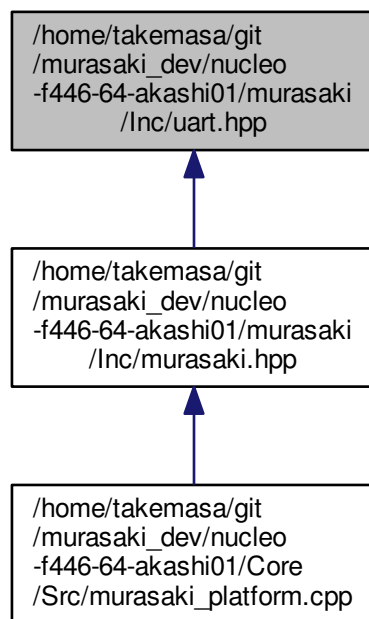 /home/takemasa/git
/murasaki_dev/nucleo
-f446-64-akashi01/murasaki
/Inc/uart.hpp
/home/takemasa/git
/murasaki_dev/nucleo
-f446-64-akashi01/murasaki
/Inc/murasaki.hpp
/home/takemasa/git
/murasaki_dev/nucleo
-f446-64-akashi01/Core
/Src/murasaki_platform.cpp